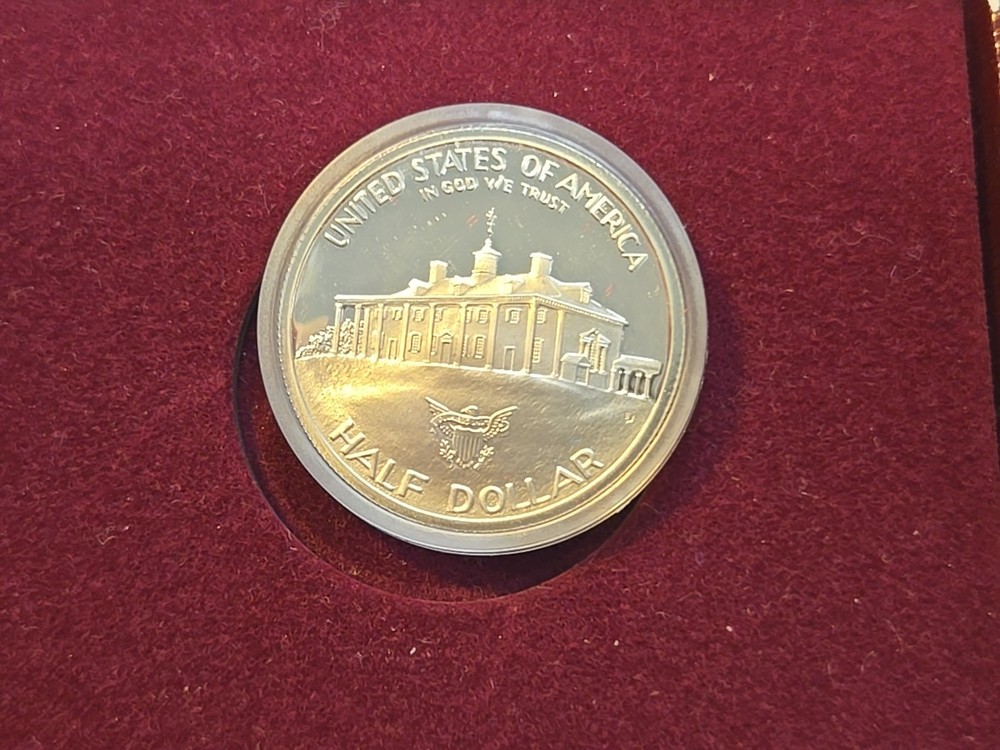 UNITED STATES OF AMERICA
IN GOD WE TRUST
HALF DOLLAR